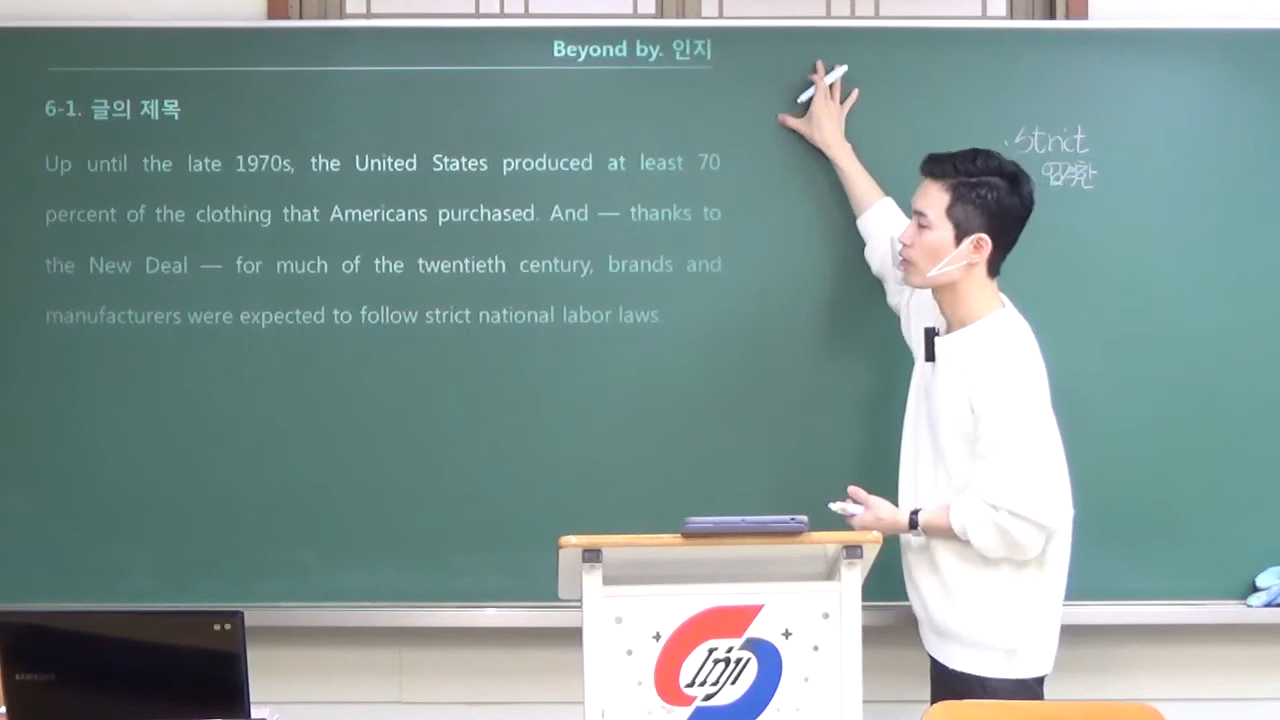 Beyond by. 인지
6-1. 글의 제목
Up until the late 1970s, the United States produced at least 70
percent of the clothing that Americans purchased. And — thanks to
the New Deal — for much of the twentieth century, brands and
manufacturers were expected to follow strict national labor laws.
strict
엄격한
Inji
SAMSUNG